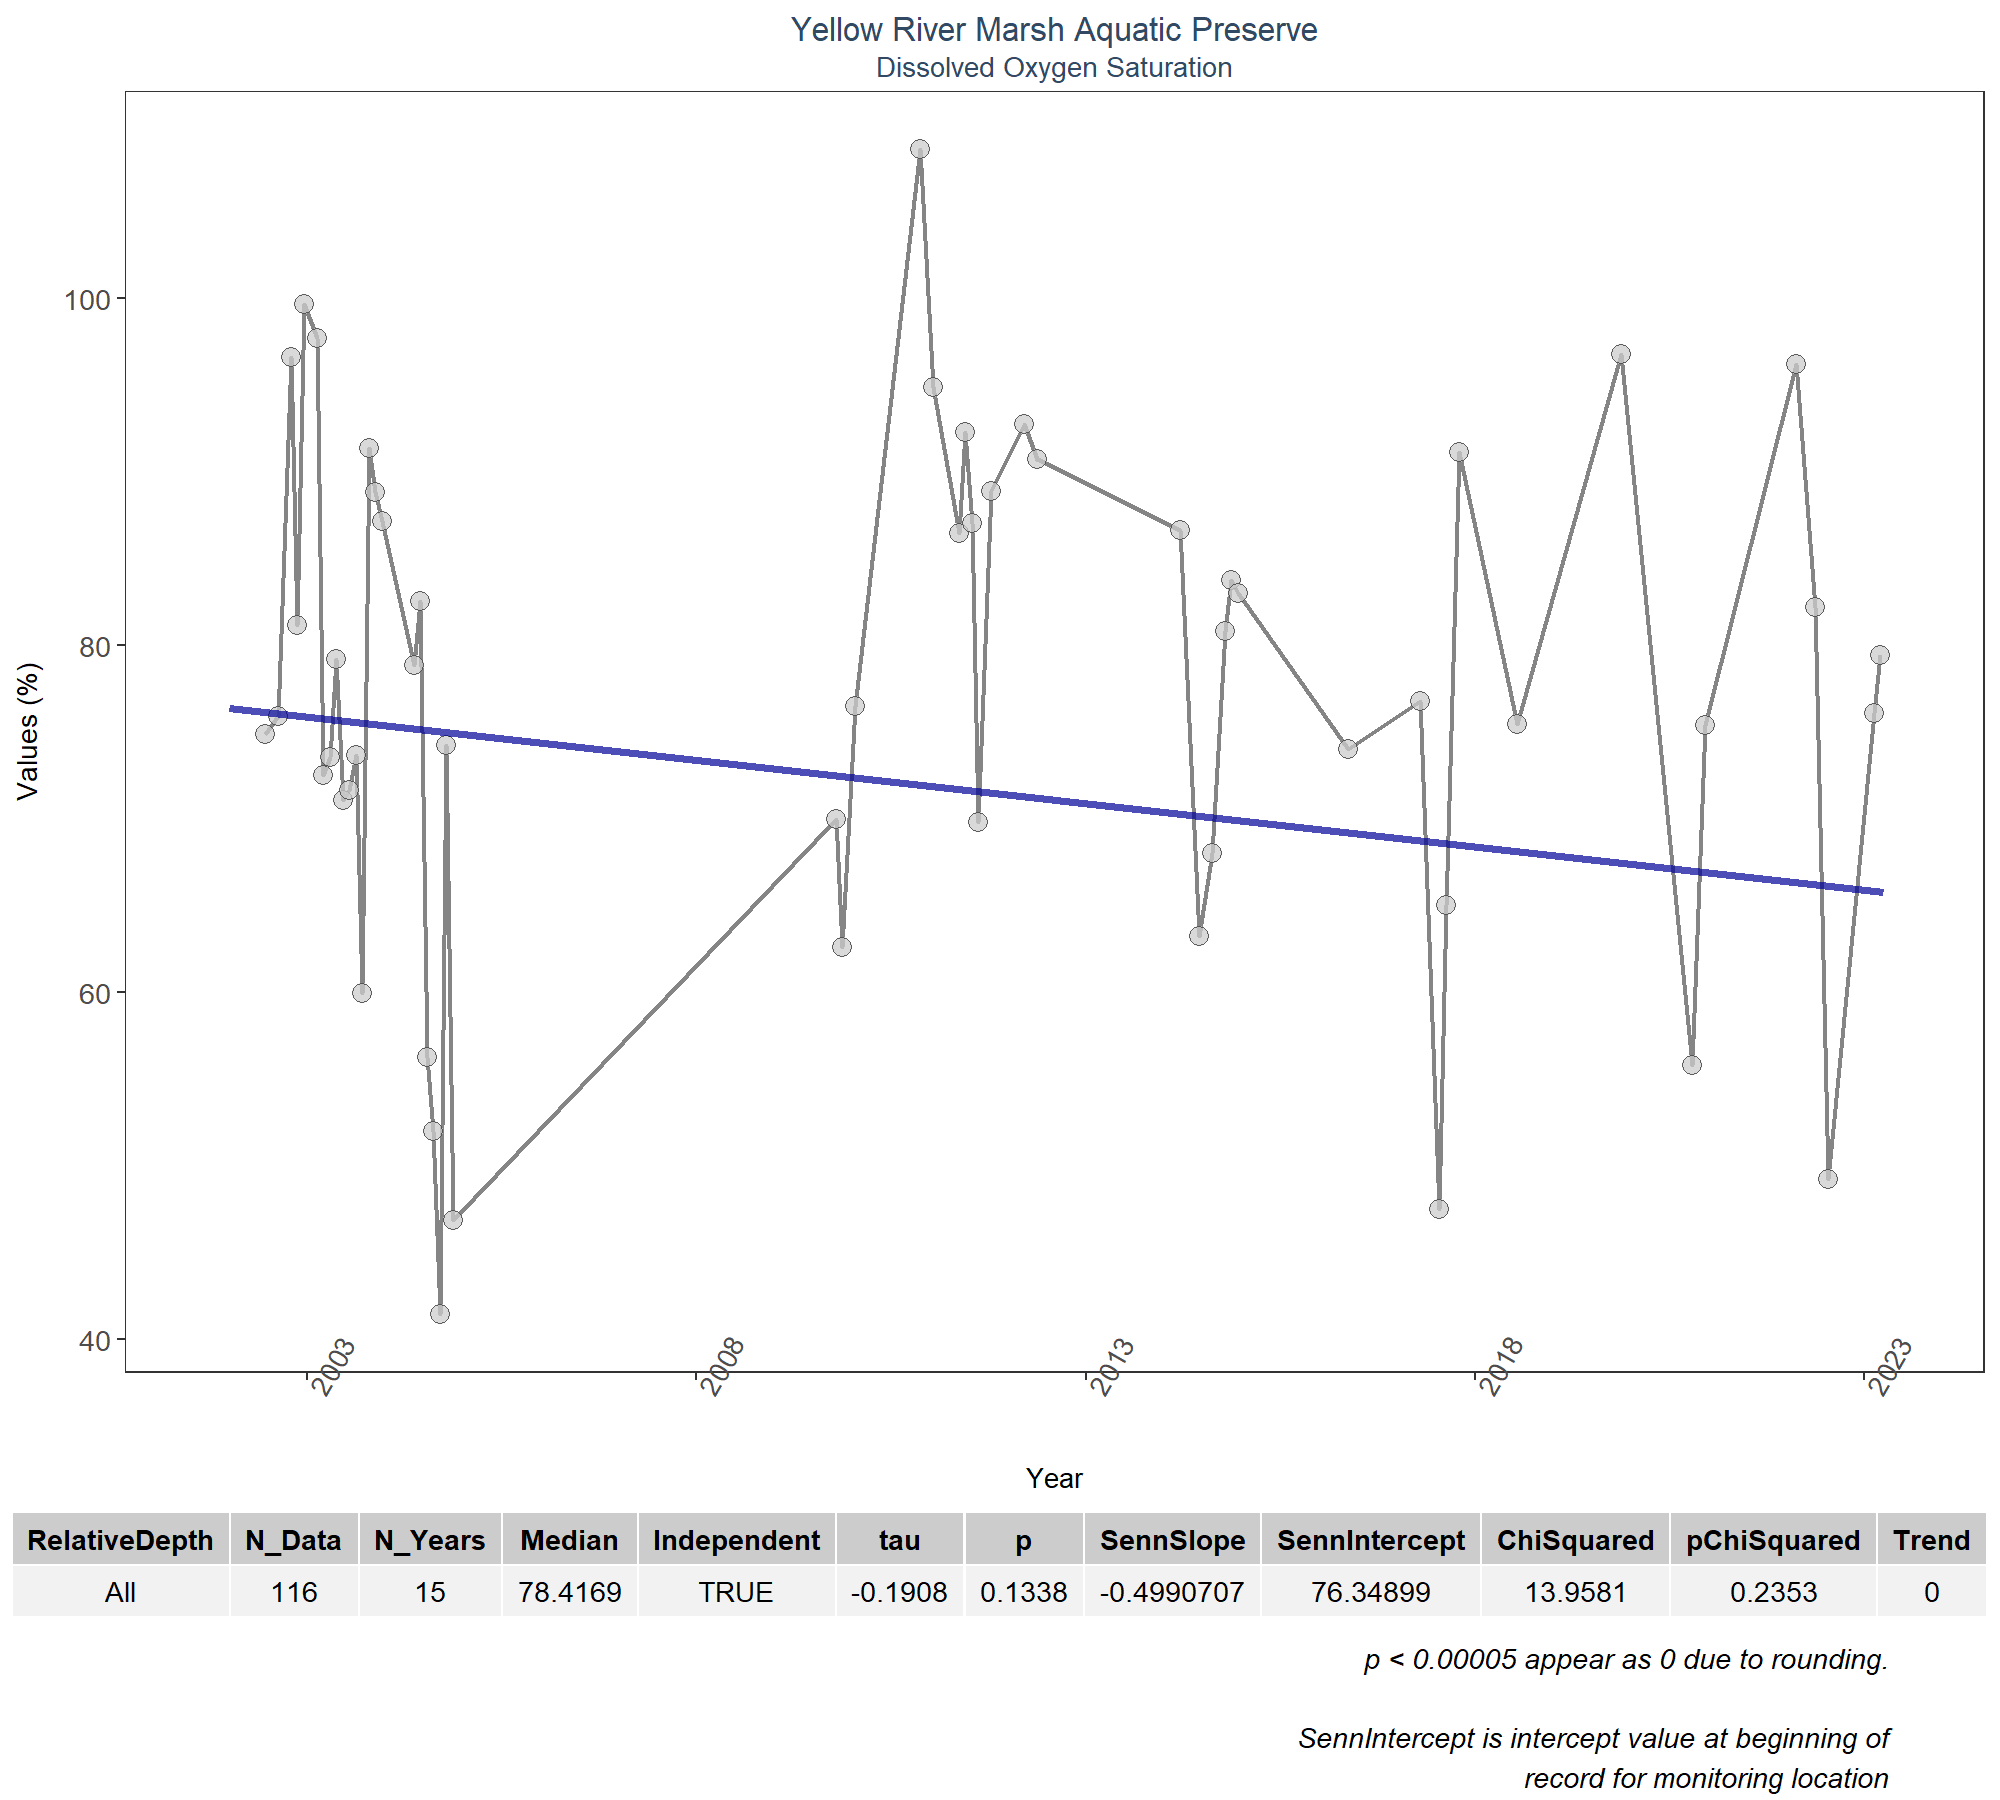 Yellow River Marsh Aquatic Preserve
Dissolved Oxygen Saturation
Values (%)
100
80
60
40
2003 2008 2013 2018 2023
Year
RelativeDepth N_Data N_Years Median Independent tau p SennSlope SennIntercept ChiSquared pChiSquared Trend
All 116 15 78.4169 TRUE -0.1908 0.1338 -0.4990707 76.34899 13.9581 0.2353 0
p < 0.00005 appear as 0 due to rounding.
SennIntercept is intercept value at beginning of
record for monitoring location